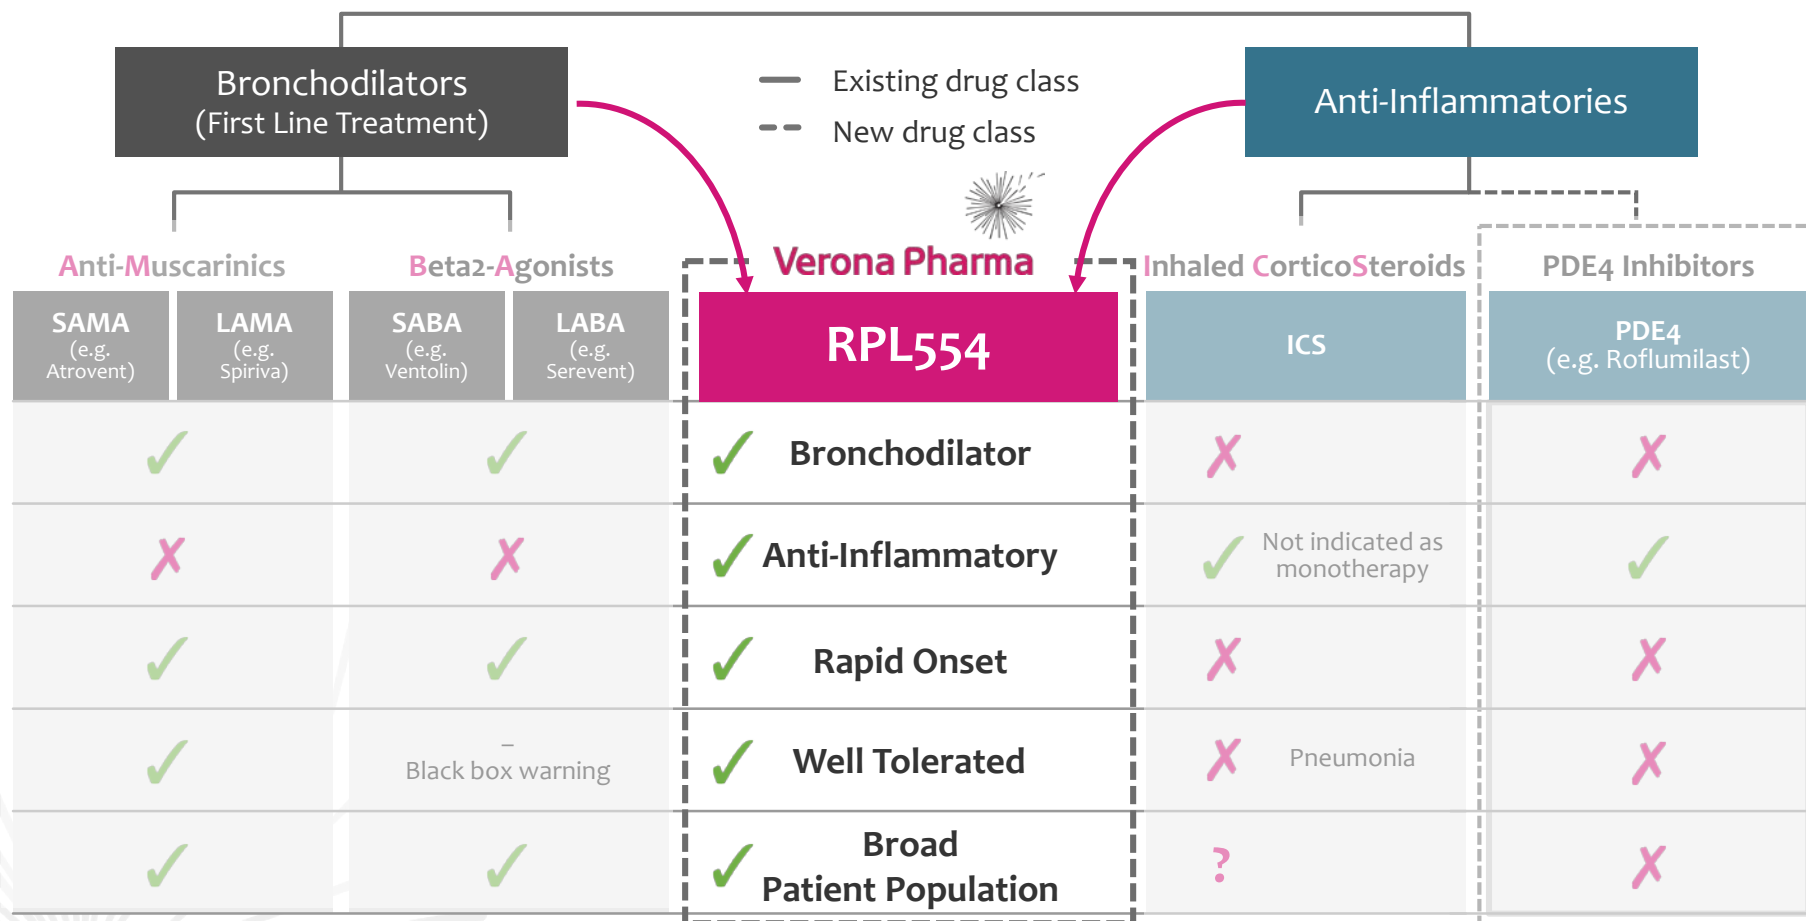 Bronchodilators
(First Line Treatment)
Existing drug class
New drug class
Anti-Inflammatories
Anti-Muscarinics
Beta2-Agonists
Verona Pharma
Inhaled CorticoSteroids
PDE4 Inhibitors
SAMA
(e.g.
Atrovent)
LAMA
(e.g.
Spiriva)
SABA
(e.g.
Ventolin)
LABA
(e.g.
Serevent)
RPL554
ICS
PDE4
(e.g. Roflumilast)
✓
✓
✓ Bronchodilator
✗
✗
✗
✗
✓ Anti-Inflammatory
✓ Not indicated as
monotherapy
✓
✓
✓
✓ Rapid Onset
✗
✗
✓
–
Black box warning
✓ Well Tolerated
✗ Pneumonia
✗
✓
✓
✓ Broad
Patient Population
?
✗